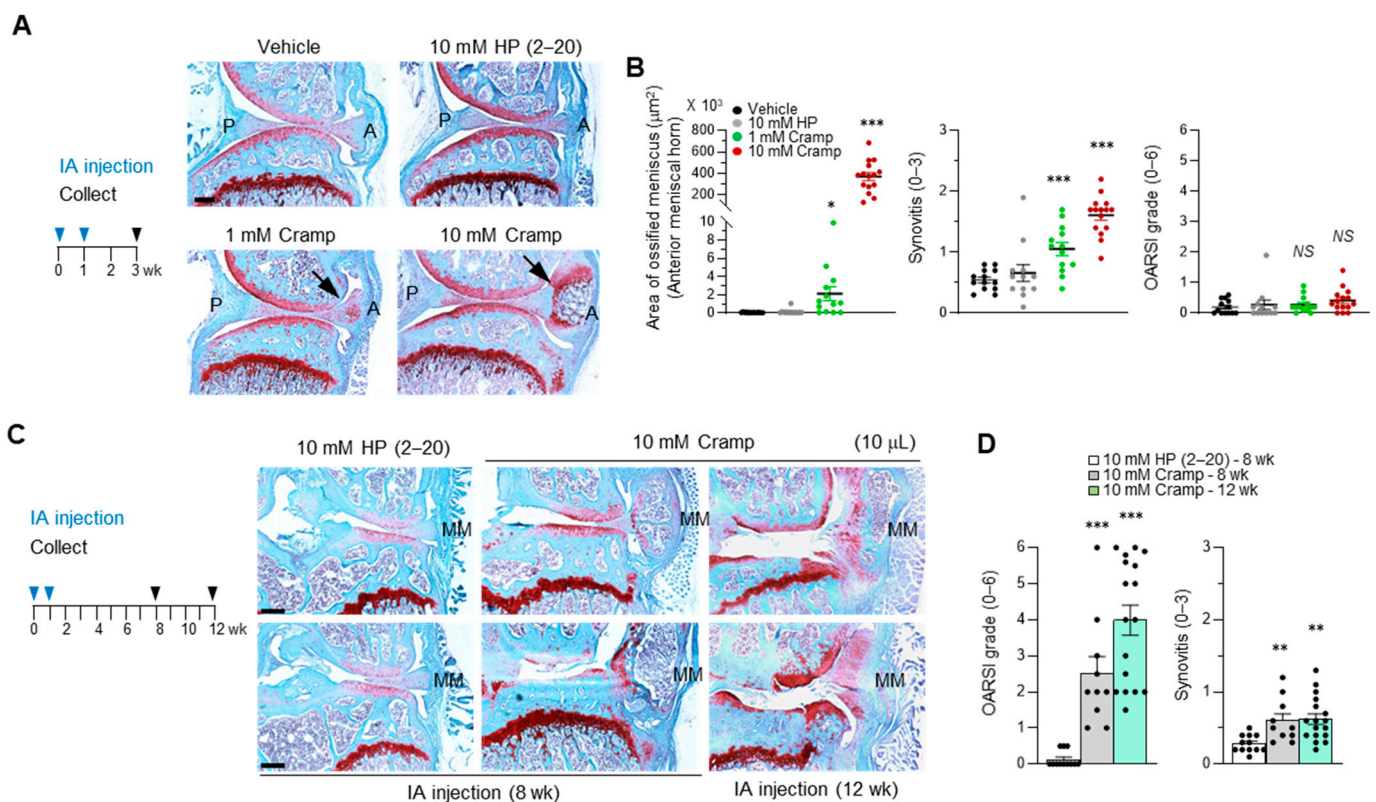 A
Vehicle
10 mM HP (2–20)
P
A
P
A
IA injection
Collect
0 1 3 wk
1 mM Cramp
10 mM Cramp
P
A
P
A
B
Area of ossified meniscus (μm²)
(Anterior meniscal horn)
X 10³
800
600
400
200
10
8
6
4
2
0
Vehicle
10 mM HP
1 mM Cramp
10 mM Cramp
*
***
Synovitis (0–3)
3
2
1
0
***
***
OARSI grade (0–6)
6
5
4
3
2
1
0
NS
NS
C
10 mM HP (2–20)
10 mM Cramp
(10 μL)
IA injection
Collect
0 2 4 6 8 10 12 wk
MM
MM
MM
MM
MM
MM
IA injection (8 wk)
IA injection (12 wk)
D
10 mM HP (2–20) - 8 wk
10 mM Cramp - 8 wk
10 mM Cramp - 12 wk
OARSI grade (0–6)
6
5
4
3
2
1
0
***
***
Synovitis (0–3)
3
2
1
0
**
**